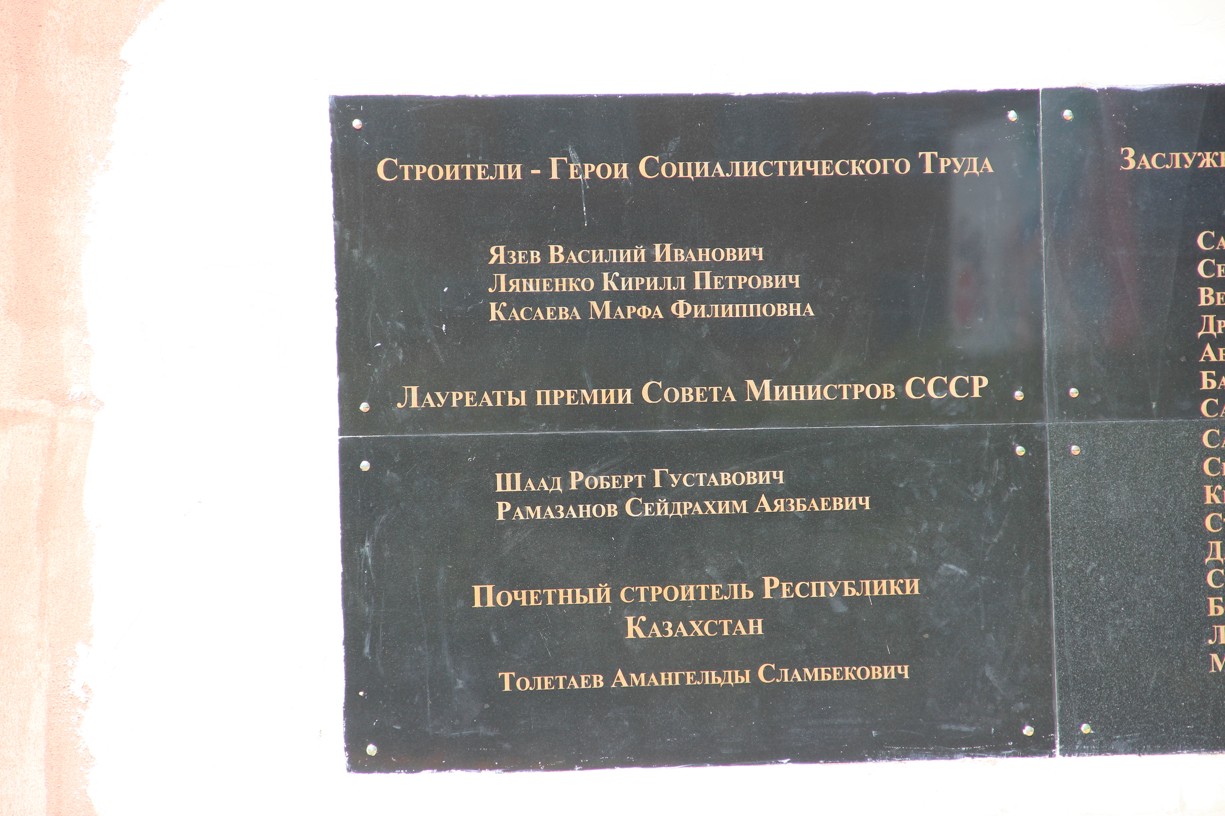 Строители - Герои Социалистического Труда
Язев Василий Иванович
Ляшенко Кирилл Петрович
Касаева Марфа Филипповна
Лауреаты премии Совета Министров СССР
Шаад Роберт Густавович
Рамазанов Сейдрахим Аязбаевич
Почетный строитель Республики
Казахстан
Толетаев Амангельды Сламбекович